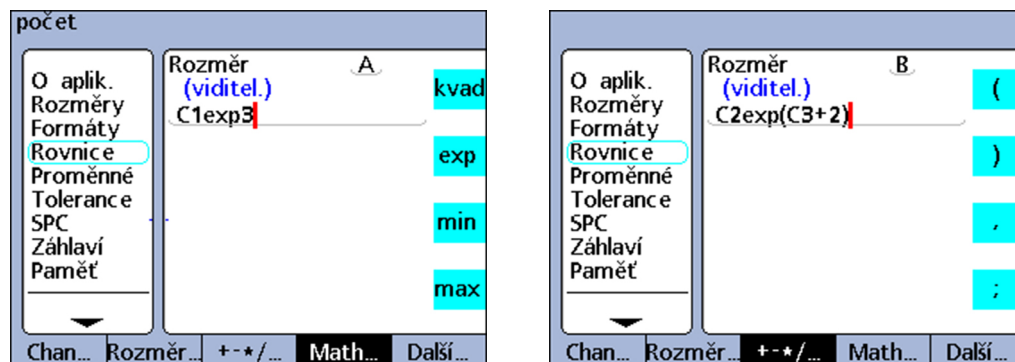 počet
O aplik.
Rozměry
Formáty
Rovnice
Proměnné
Tolerance
SPC
Záhlaví
Paměť
Rozměr A
(viditel.)
C1exp3
kvad
exp
min
max
Chan... Rozměr... +-*/... Math... Další...
O aplik.
Rozměry
Formáty
Rovnice
Proměnné
Tolerance
SPC
Záhlaví
Paměť
Rozměr B
(viditel.)
C2exp(C3+2)
(
)
,
;
Chan... Rozměr... +-*/... Math... Další...